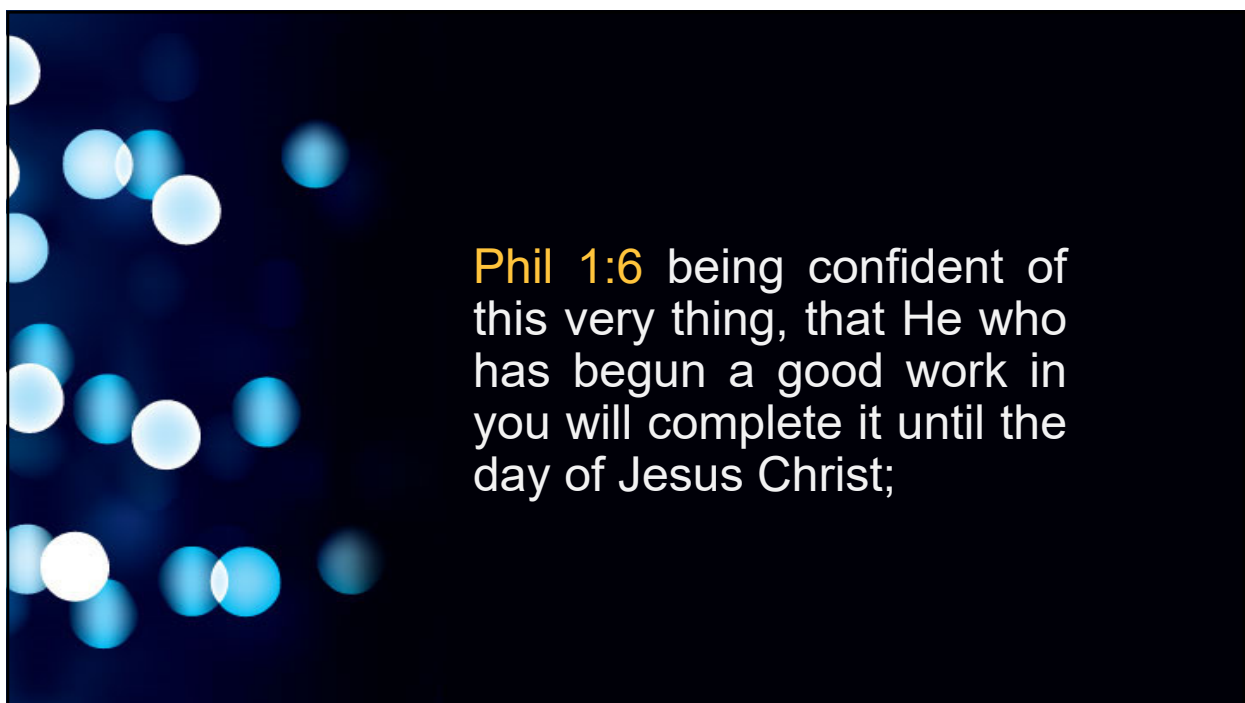 Phil 1:6 being confident of
this very thing, that He who
has begun a good work in
you will complete it until the
day of Jesus Christ;